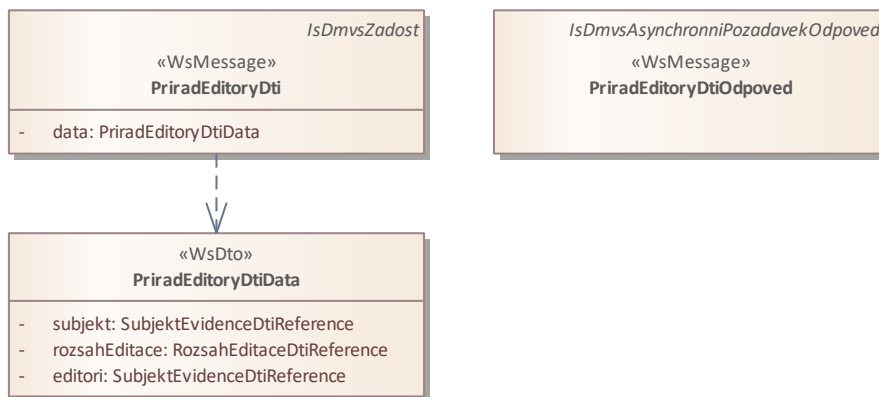 IsDmvsZadost
«WsMessage»
PriradEditoryDti
- data: PriradEditoryDtiData
IsDmvsAsynchronniPozadavekOdpoved
«WsMessage»
PriradEditoryDtiOdpoved
«WsDto»
PriradEditoryDtiData
- subjekt: SubjektEvidenceDtiReference
- rozsahEditace: RozsahEditaceDtiReference
- editori: SubjektEvidenceDtiReference